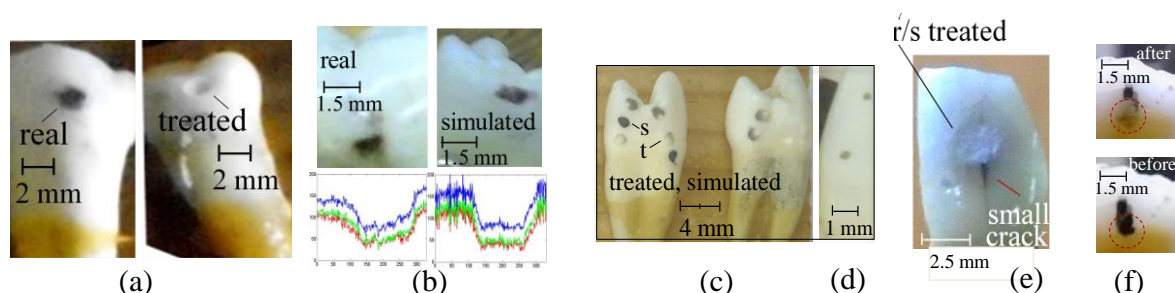 real
2 mm
treated
2 mm
(a)
real
1.5 mm
simulated
1.5 mm
(b)
s
t
treated, simulated
4 mm
(c)
1 mm
(d)
r/s treated
small
crack
2.5 mm
(e)
after
1.5 mm
before
1.5 mm
(f)